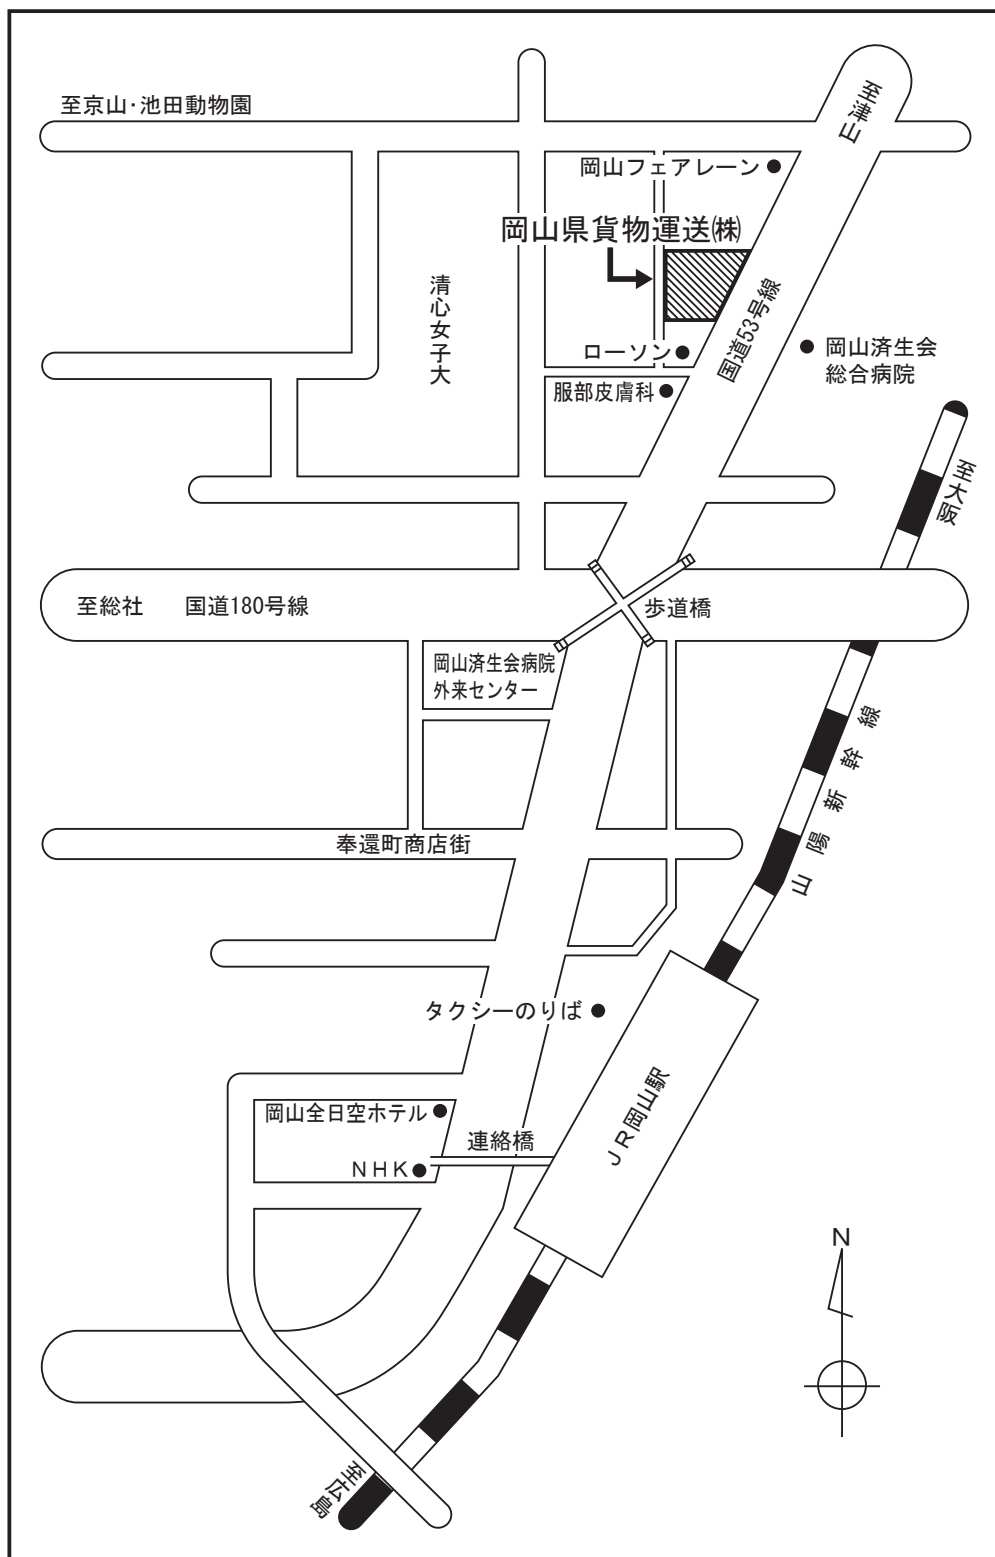 至京山・池田動物園
至津山
岡山フェアレーン
岡山県貨物運送㈱
清心女子大
国道53号線
ローソン
岡山済生会
総合病院
服部皮膚科
至大阪
至総社 国道180号線
歩道橋
岡山済生会病院
外来センター
山陽新幹線
奉還町商店街
タクシーのりば
JR岡山駅
岡山全日空ホテル
連絡橋
NHK
N
至広島